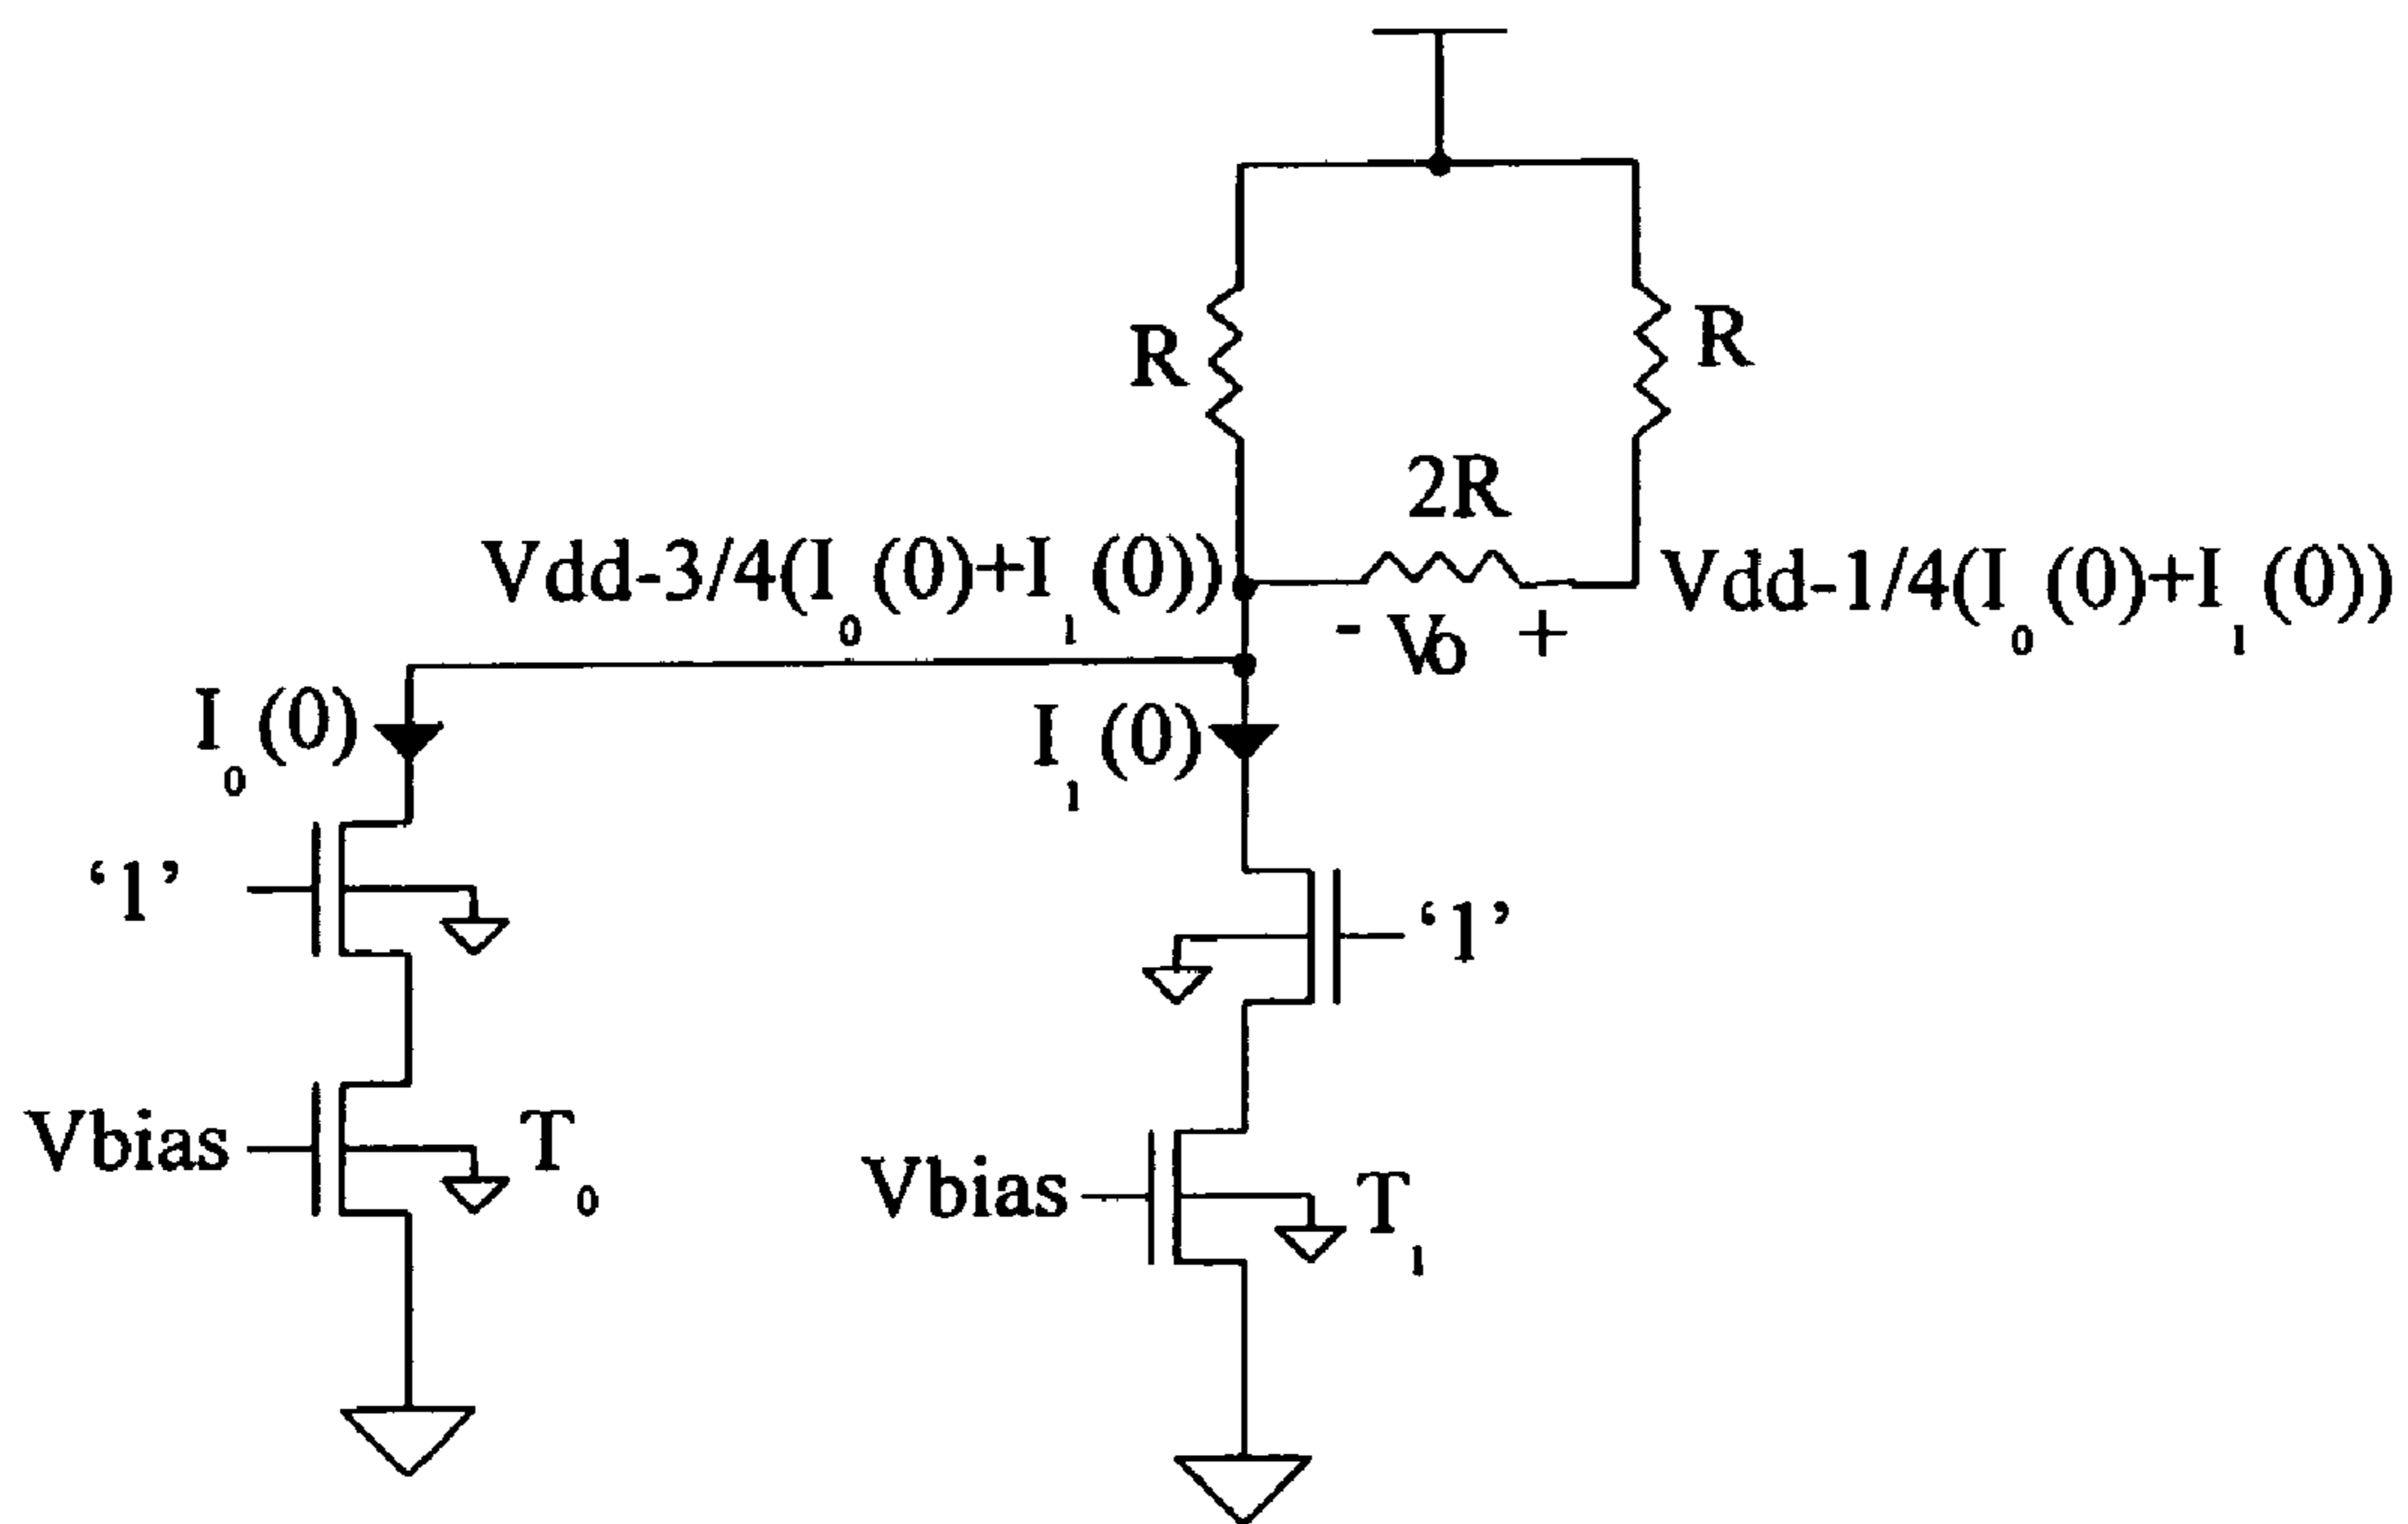 R
R
2R
Vdd-3/4(I₀(0)+I₁(0))
Vdd-1/4(I₀(0)+I₁(0))
- Vo +
I₀(0)
I₁(0)
‘1’
‘1’
Vbias
T₀
Vbias
T₁